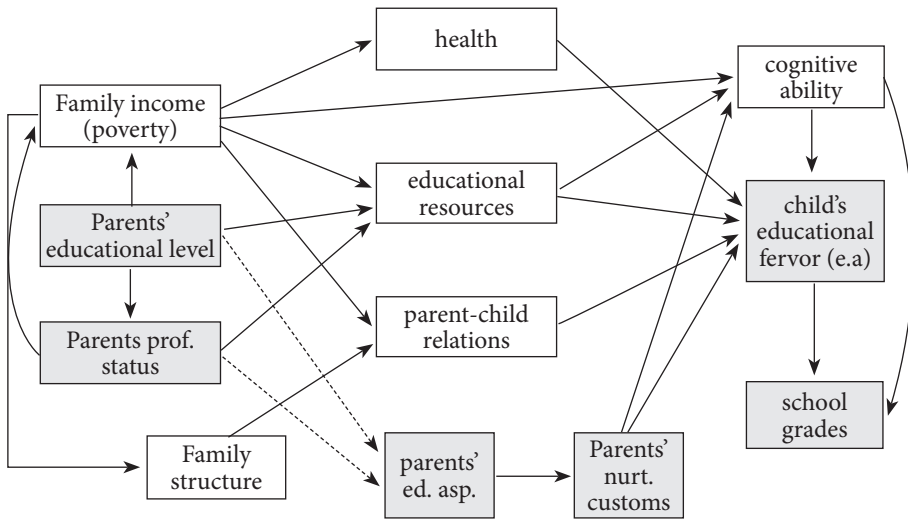 health
cognitive
ability
Family income
(poverty)
educational
resources
Parents'
educational level
child's
educational
fervor (e.a)
parent-child
relations
Parents prof.
status
school
grades
Family
structure
parents'
ed. asp.
Parents'
nurt.
customs